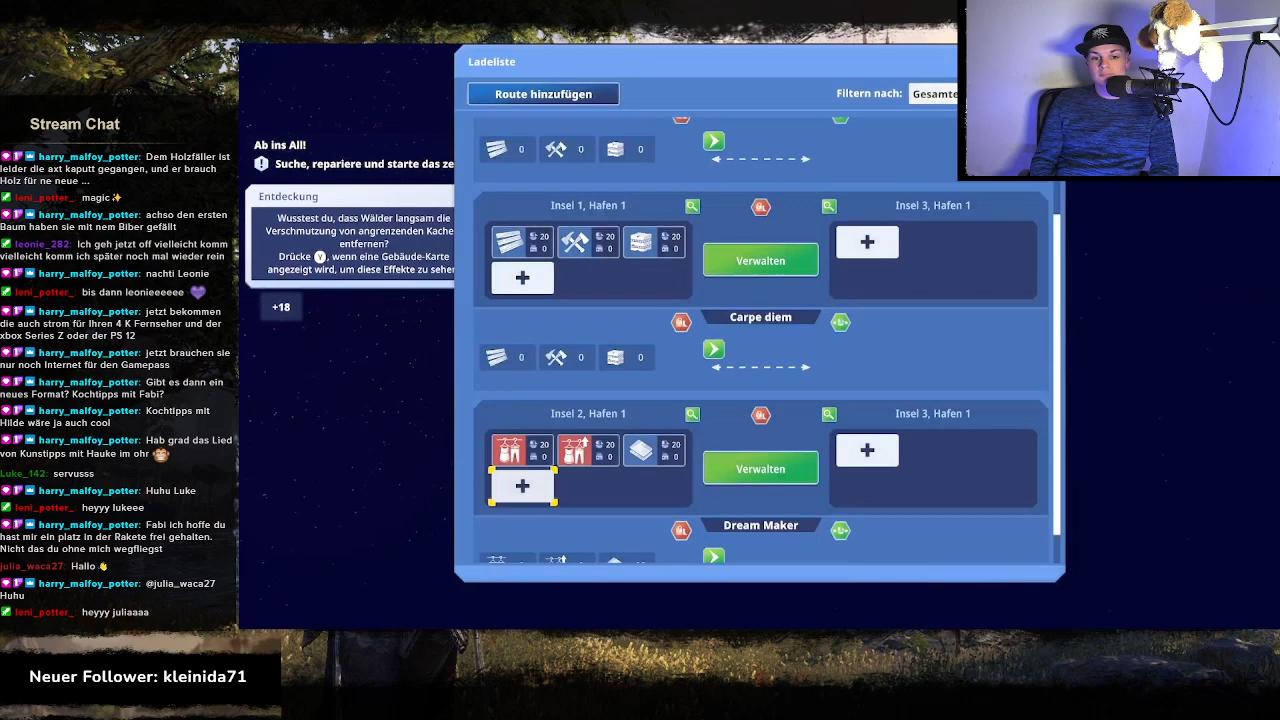 Stream Chat
harry_malfoy_potter: Dem Holzfäller ist
leider die axt kaputt gegangen, und er brauch
Holz für ne neue ...
leni_potter_: magic✨
harry_malfoy_potter: achso den ersten
Baum haben sie mit nem Biber gefällt
leonie_282: Ich geh jetzt off vielleicht komm
vielleicht komm ich später noch mal wieder rein
harry_malfoy_potter: nachti Leonie
leni_potter_: bis dann leonieeeeee 💜
harry_malfoy_potter: jetzt bekommen
die auch strom für Ihren 4 K Fernseher und der
xbox Series Z oder der PS 12
harry_malfoy_potter: jetzt brauchen sie
nur noch Internet für den Gamepass
harry_malfoy_potter: Gibt es dann ein
neues Format? Kochtipps mit Fabi?
harry_malfoy_potter: Kochtipps mit
Hilde wäre ja auch cool
harry_malfoy_potter: Hab grad das Lied
von Kunstipps mit Hauke im ohr 🐵
Luke_142: servusss
harry_malfoy_potter: Huhu Luke
leni_potter_: heyyy lukeee
harry_malfoy_potter: Fabi ich hoffe du
hast mir ein platz in der Rakete frei gehalten.
Nicht das du ohne mich wegfliegst
julia_waca27: Hallo 👋
harry_malfoy_potter: @julia_waca27
Huhu
leni_potter_: heyyy juliaaaa
Neuer Follower: kleinida71
Ab ins All!
Suche, repariere und starte das ze
Entdeckung
Wusstest du, dass Wälder langsam die
Verschmutzung von angrenzenden Kache
entfernen?
Drücke Y, wenn eine Gebäude-Karte
angezeigt wird, um diese Effekte zu sehe
+18
Ladeliste
Route hinzufügen
Filtern nach: Gesamte
0 0 0
Insel 1, Hafen 1
Insel 3, Hafen 1
20 20 20
0 0 0
+
Verwalten
+
Carpe diem
0 0 0
Insel 2, Hafen 1
Insel 3, Hafen 1
20 20 20
0 0 0
+
Verwalten
+
Dream Maker